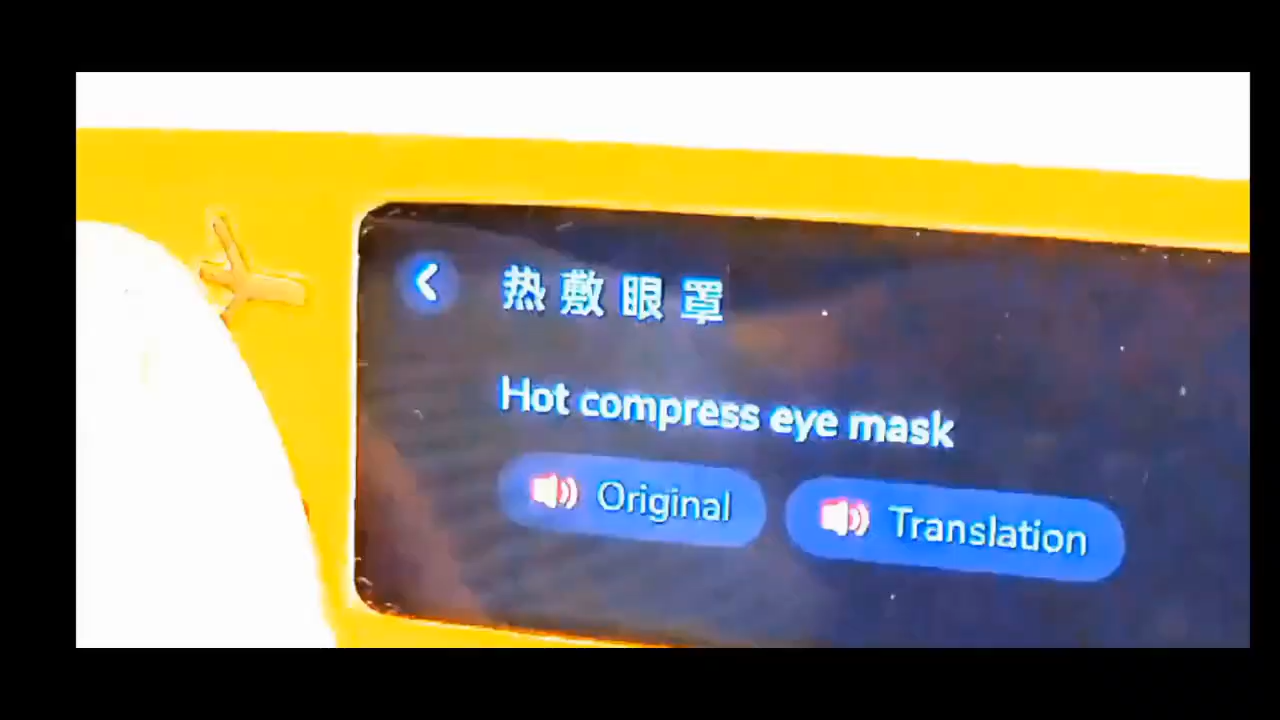 热敷眼罩
Hot compress eye mask
Original Translation